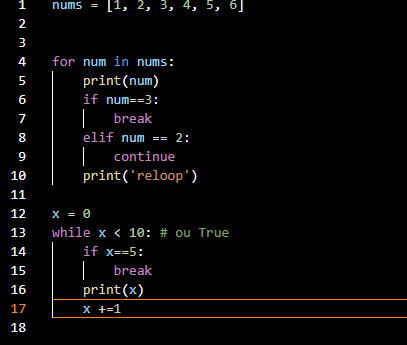 1 nums = [1, 2, 3, 4, 5, 6]
2
3
4 for num in nums:
5     print(num)
6     if num==3:
7         break
8     elif num == 2:
9         continue
10     print('reloop')
11
12 x = 0
13 while x < 10: # ou True
14     if x==5:
15         break
16     print(x)
17     x +=1
18